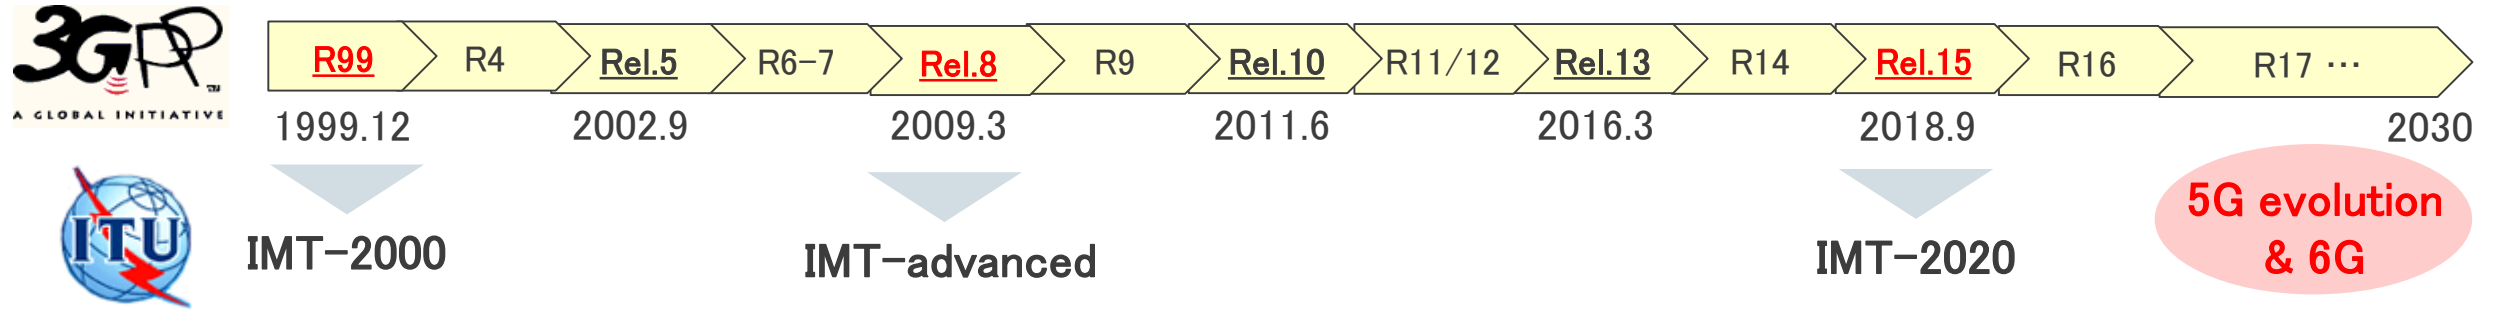 3GPP
TM
A GLOBAL INITIATIVE
R99 R4 Rel.5 R6-7 Rel.8 R9 Rel.10 R11/12 Rel.13 R14 Rel.15 R16 R17 …
1999.12 2002.9 2009.3 2011.6 2016.3 2018.9 2030
ITU
IMT-2000 IMT-advanced IMT-2020
5G evolution
& 6G